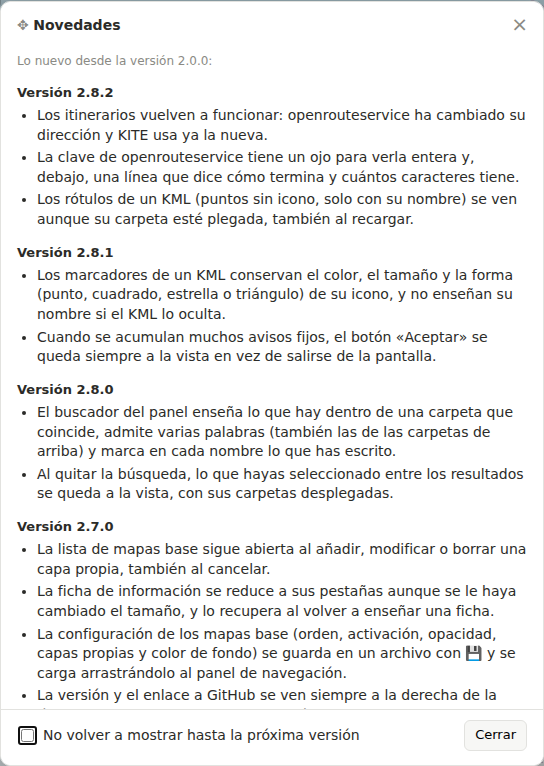 Novedades
Lo nuevo desde la versión 2.0.0:
Versión 2.8.2
• Los itinerarios vuelven a funcionar: openrouteservice ha cambiado su
dirección y KITE usa ya la nueva.
• La clave de openrouteservice tiene un ojo para verla entera y,
debajo, una línea que dice cómo termina y cuántos caracteres tiene.
• Los rótulos de un KML (puntos sin icono, solo con su nombre) se ven
aunque su carpeta esté plegada, también al recargar.
Versión 2.8.1
• Los marcadores de un KML conservan el color, el tamaño y la forma
(punto, cuadrado, estrella o triángulo) de su icono, y no enseñan su
nombre si el KML lo oculta.
• Cuando se acumulan muchos avisos fijos, el botón «Aceptar» se
queda siempre a la vista en vez de salirse de la pantalla.
Versión 2.8.0
• El buscador del panel enseña lo que hay dentro de una carpeta que
coincide, admite varias palabras (también las de las carpetas de
arriba) y marca en cada nombre lo que has escrito.
• Al quitar la búsqueda, lo que hayas seleccionado entre los resultados
se queda a la vista, con sus carpetas desplegadas.
Versión 2.7.0
• La lista de mapas base sigue abierta al añadir, modificar o borrar una
capa propia, también al cancelar.
• La ficha de información se reduce a sus pestañas aunque se le haya
cambiado el tamaño, y lo recupera al volver a enseñar una ficha.
• La configuración de los mapas base (orden, activación, opacidad,
capas propias y color de fondo) se guarda en un archivo con 💾 y se
carga arrastrándolo al panel de navegación.
• La versión y el enlace a GitHub se ven siempre a la derecha de la
No volver a mostrar hasta la próxima versión
Cerrar